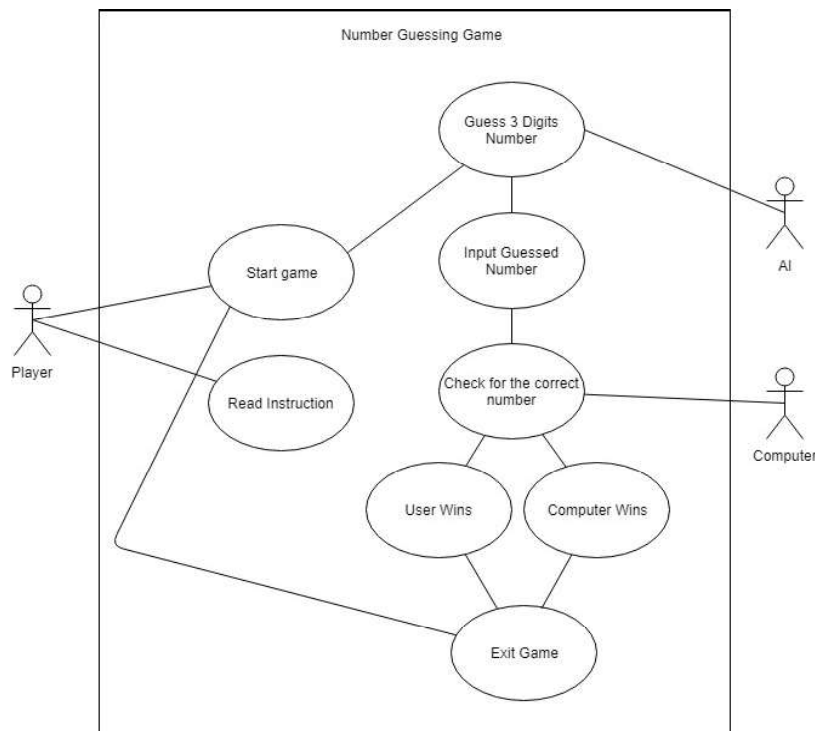 Number Guessing Game
Guess 3 Digits
Number
AI
Input Guessed
Number
Start game
Player
Read Instruction
Check for the correct
number
Computer
User Wins
Computer Wins
Exit Game